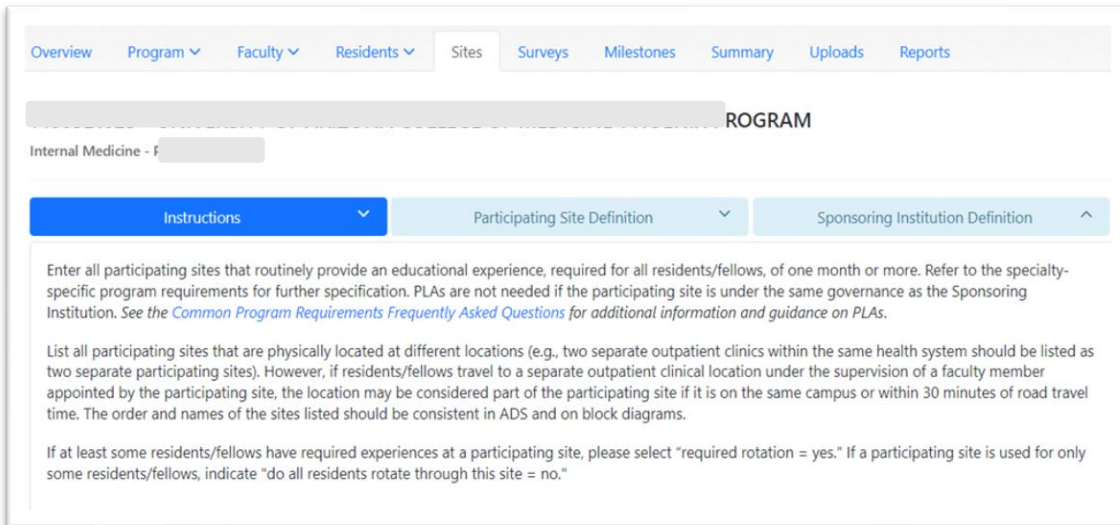 Overview Program Faculty Residents Sites Surveys Milestones Summary Uploads Reports
ROGRAM
Internal Medicine -
Instructions Participating Site Definition Sponsoring Institution Definition
Enter all participating sites that routinely provide an educational experience, required for all residents/fellows, of one month or more. Refer to the specialty-
specific program requirements for further specification. PLAs are not needed if the participating site is under the same governance as the Sponsoring
Institution. See the Common Program Requirements Frequently Asked Questions for additional information and guidance on PLAs.
List all participating sites that are physically located at different locations (e.g., two separate outpatient clinics within the same health system should be listed as
two separate participating sites). However, if residents/fellows travel to a separate outpatient clinical location under the supervision of a faculty member
appointed by the participating site, the location may be considered part of the participating site if it is on the same campus or within 30 minutes of road travel
time. The order and names of the sites listed should be consistent in ADS and on block diagrams.
If at least some residents/fellows have required experiences at a participating site, please select "required rotation = yes." If a participating site is used for only
some residents/fellows, indicate "do all residents rotate through this site = no."